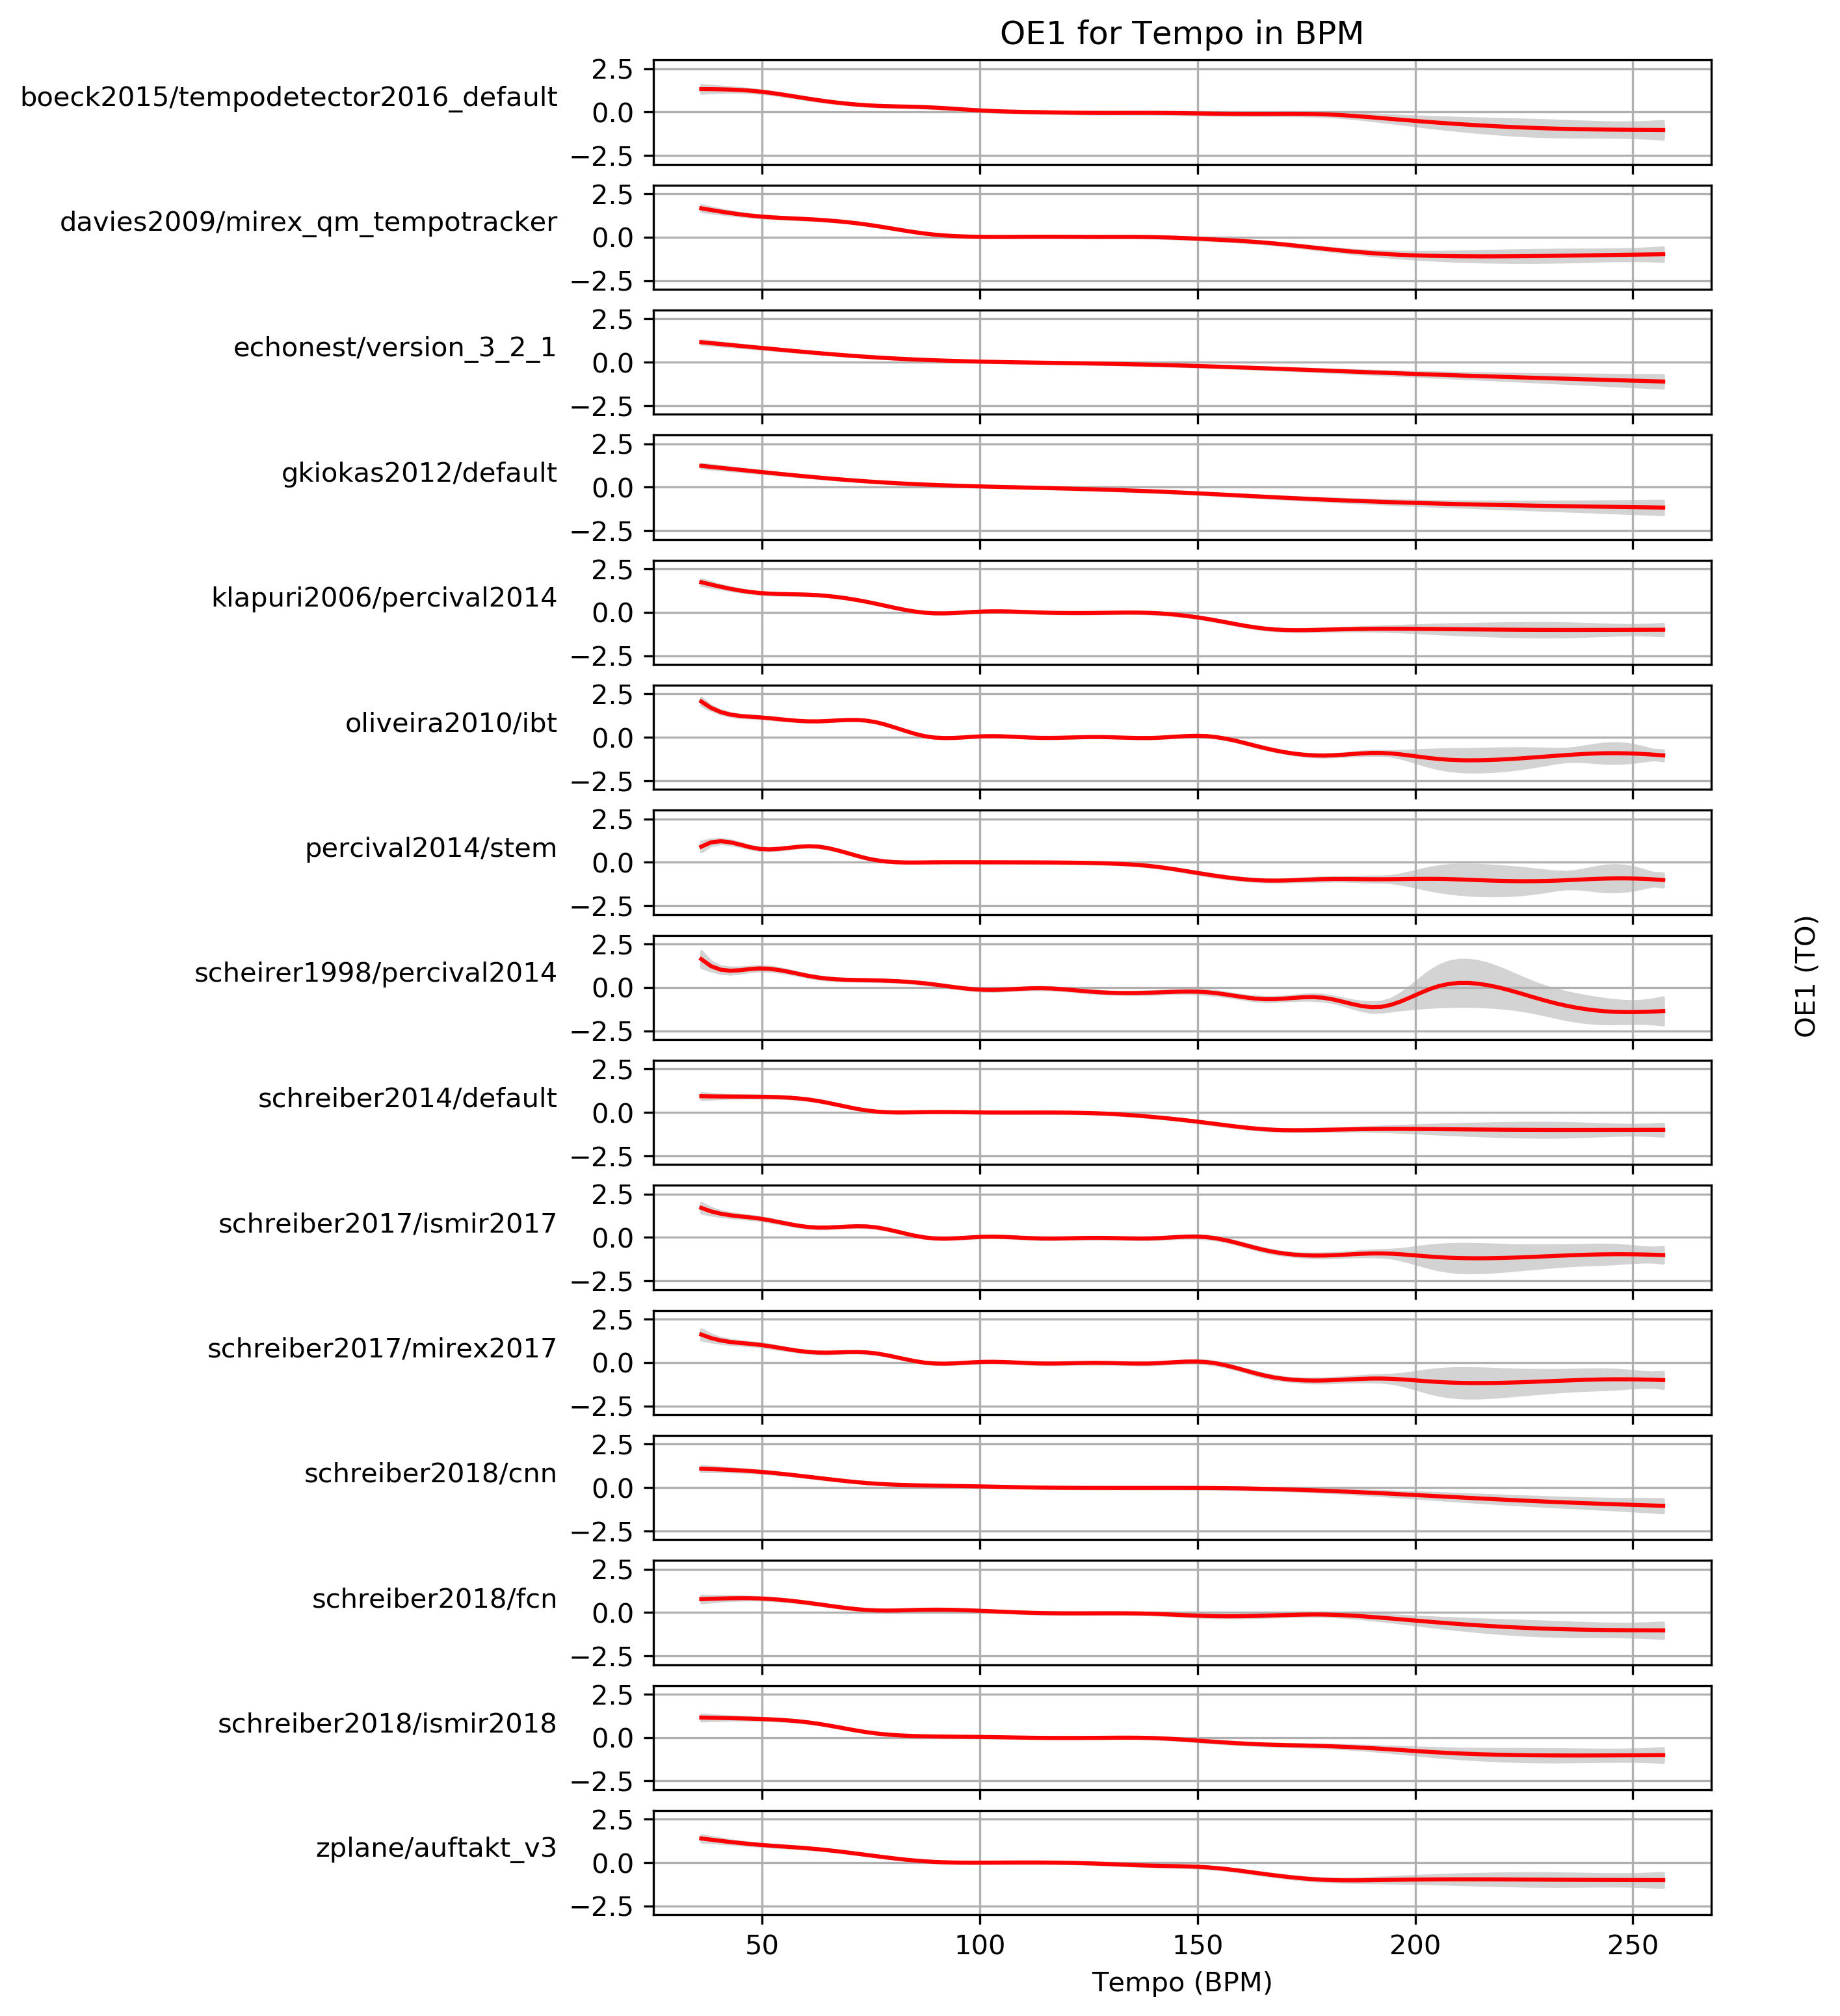 OE1 for Tempo in BPM
boeck2015/tempodetector2016_default
2.5
0.0
−2.5
davies2009/mirex_qm_tempotracker
2.5
0.0
−2.5
echonest/version_3_2_1
2.5
0.0
−2.5
gkiokas2012/default
2.5
0.0
−2.5
klapuri2006/percival2014
2.5
0.0
−2.5
oliveira2010/ibt
2.5
0.0
−2.5
percival2014/stem
2.5
0.0
−2.5
scheirer1998/percival2014
2.5
0.0
−2.5
schreiber2014/default
2.5
0.0
−2.5
schreiber2017/ismir2017
2.5
0.0
−2.5
schreiber2017/mirex2017
2.5
0.0
−2.5
schreiber2018/cnn
2.5
0.0
−2.5
schreiber2018/fcn
2.5
0.0
−2.5
schreiber2018/ismir2018
2.5
0.0
−2.5
zplane/auftakt_v3
2.5
0.0
−2.5
50 100 150 200 250
Tempo (BPM)
OE1 (TO)